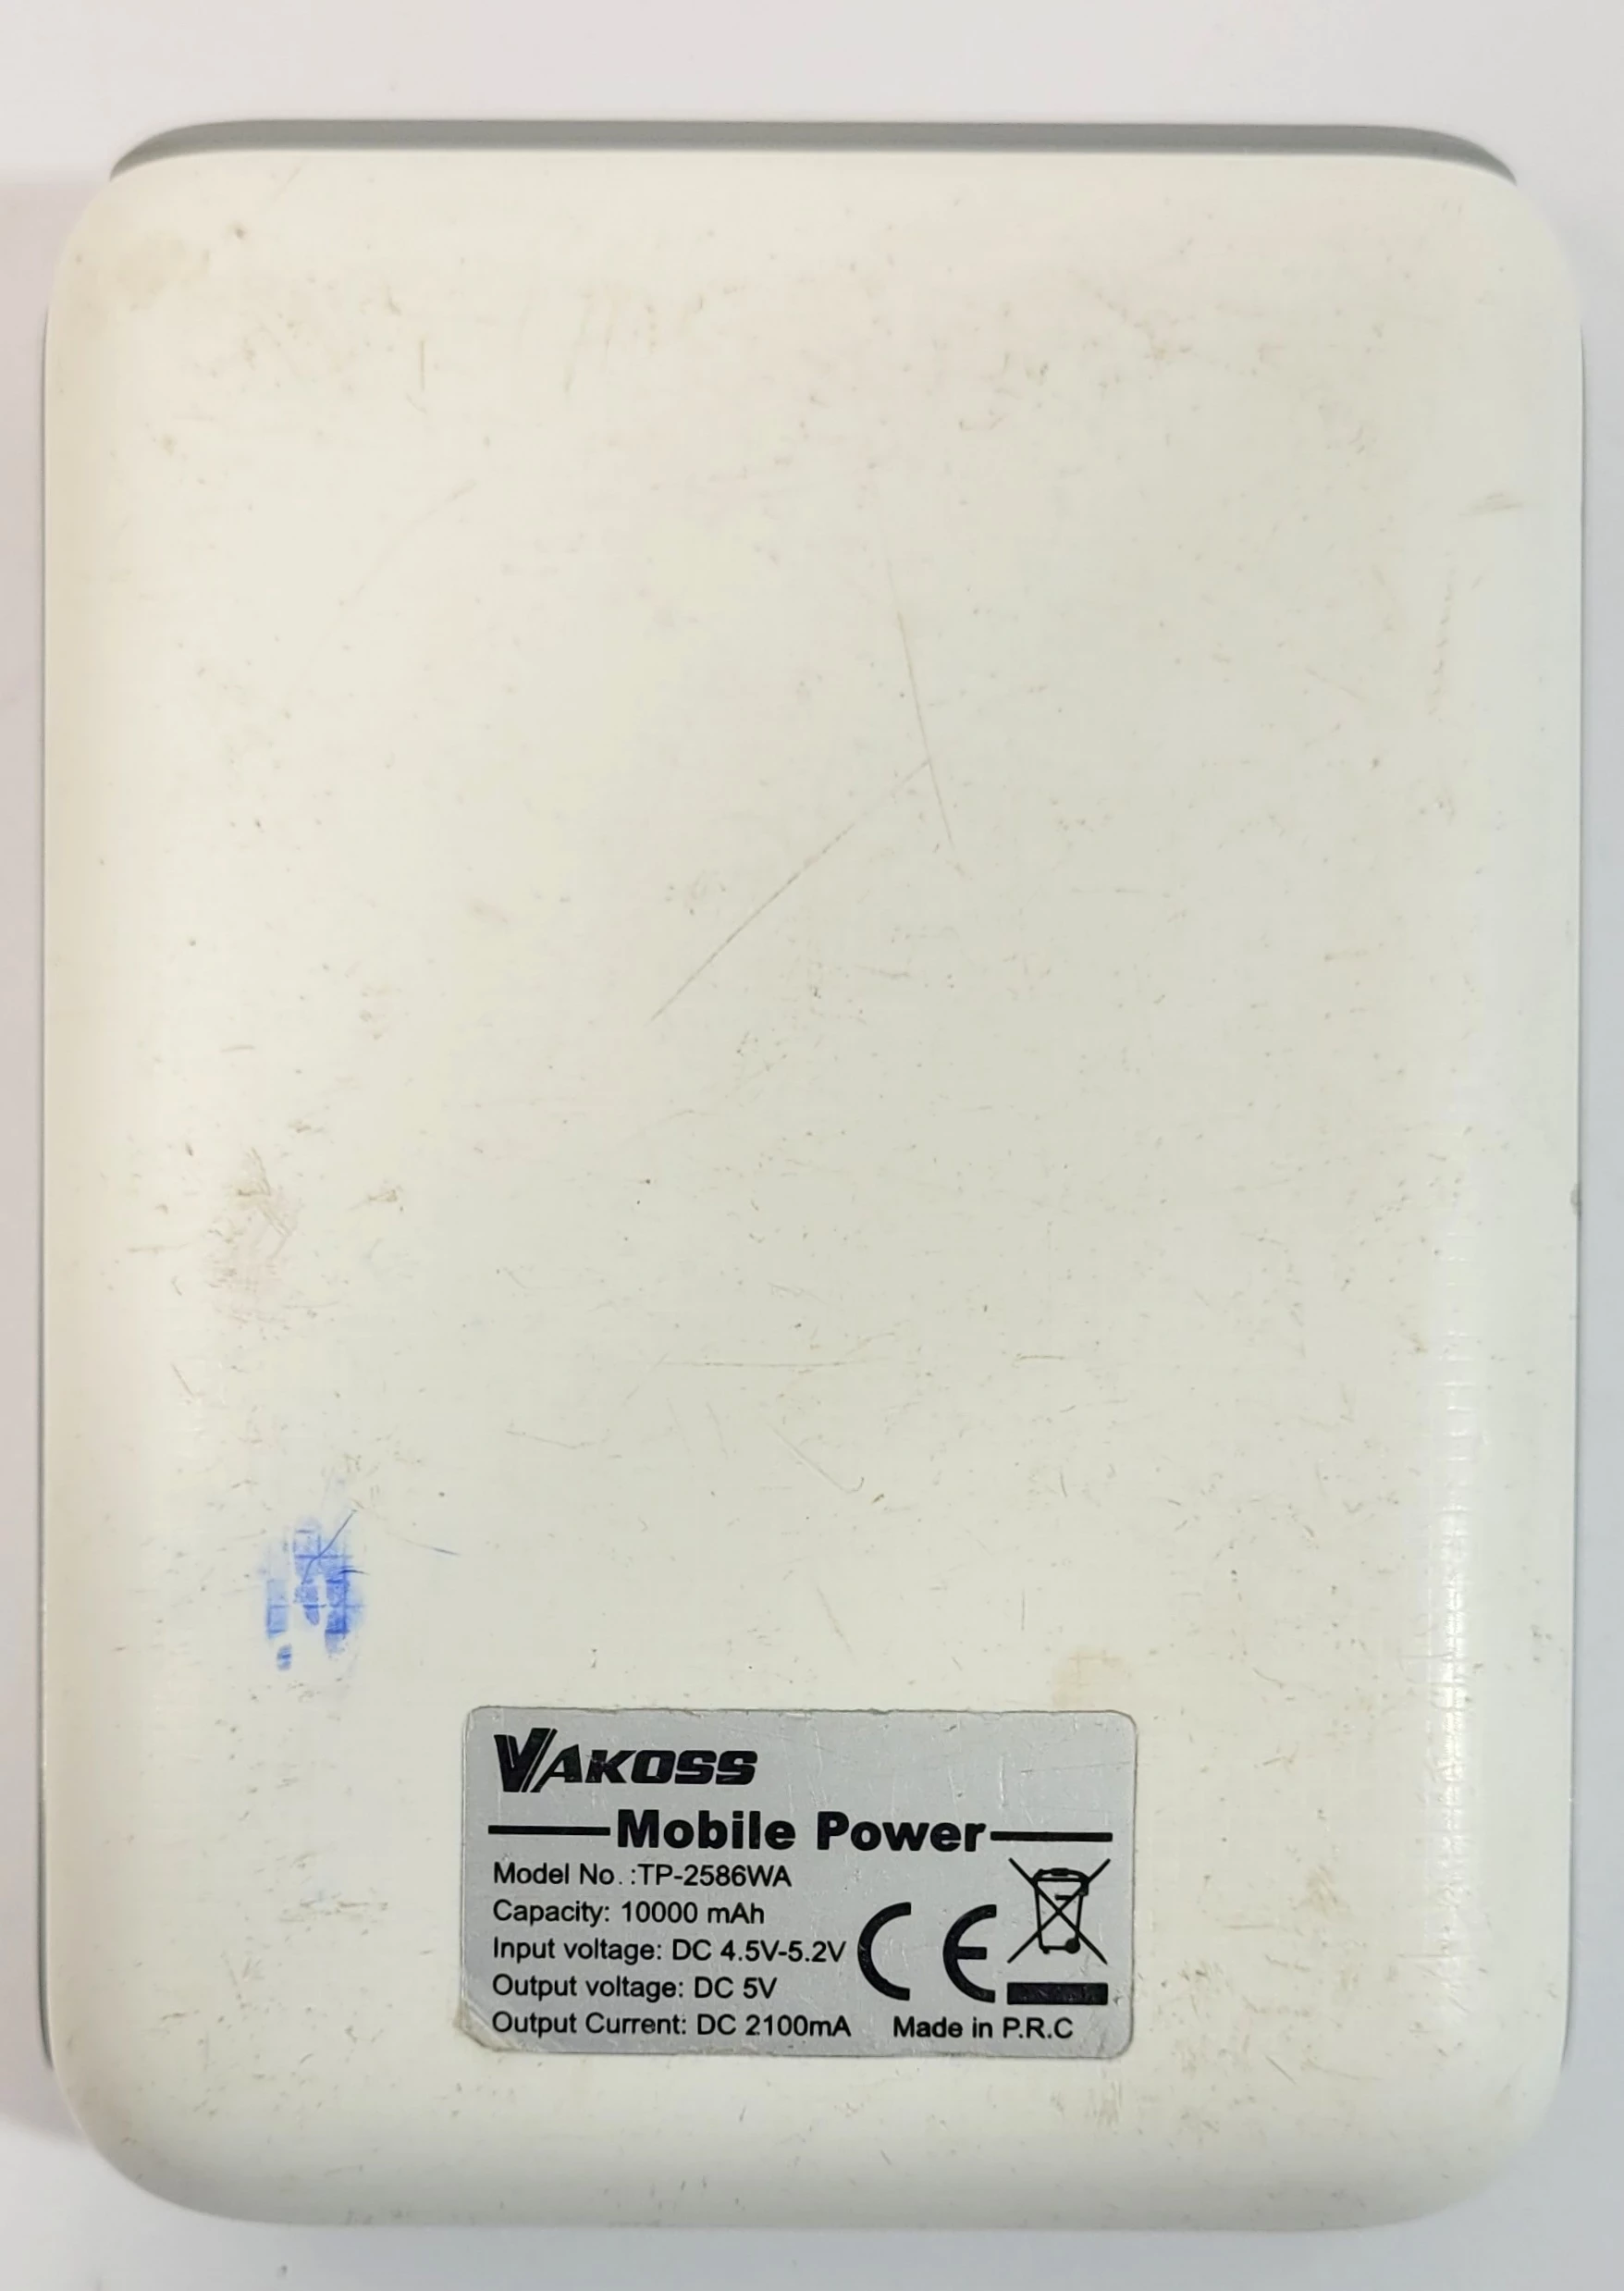 VAKOSS
Mobile Power
Model No. :TP-2586WA
Capacity: 10000 mAh
Input voltage: DC 4.5V-5.2V
Output voltage: DC 5V
Output Current: DC 2100mA
CE
Made in P.R.C